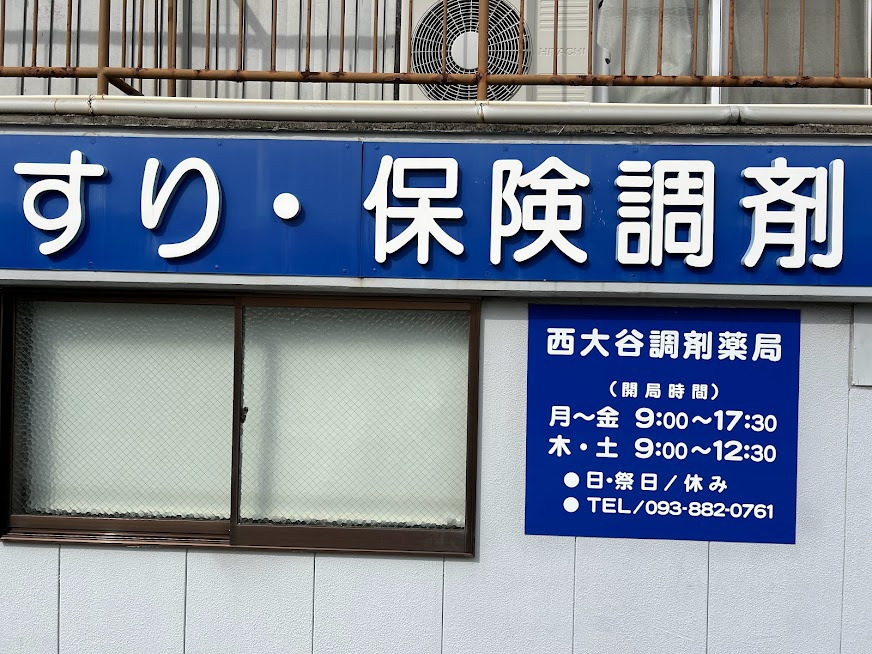 HITACHI
すり・保険調剤
西大谷調剤薬局
(開局時間)
月～金 9:00～17:30
木・土 9:00～12:30
●日・祭日/休み
●TEL/093-882-0761